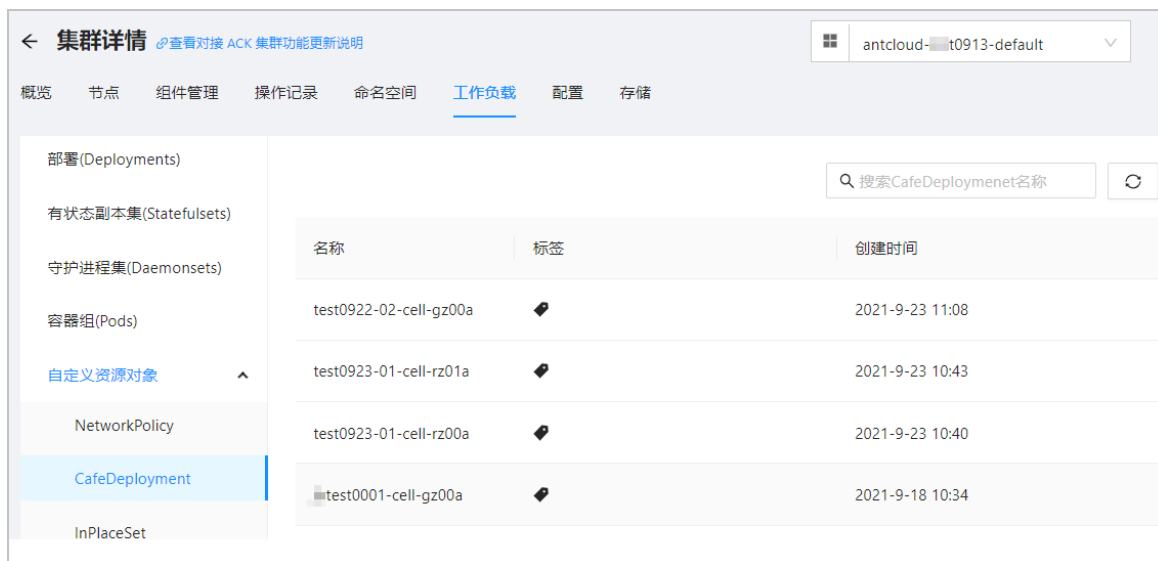 集群详情 查看对接 ACK 集群功能更新说明
antcloud- t0913-default
概览 节点 组件管理 操作记录 命名空间 工作负载 配置 存储
部署(Deployments)
有状态副本集(Statefulsets)
守护进程集(Daemonsets)
容器组(Pods)
自定义资源对象
NetworkPolicy
CafeDeployment
InPlaceSet
搜索CafeDeploymenet名称
名称 标签 创建时间
test0922-02-cell-gz00a 2021-9-23 11:08
test0923-01-cell-rz01a 2021-9-23 10:43
test0923-01-cell-rz00a 2021-9-23 10:40
test0001-cell-gz00a 2021-9-18 10:34